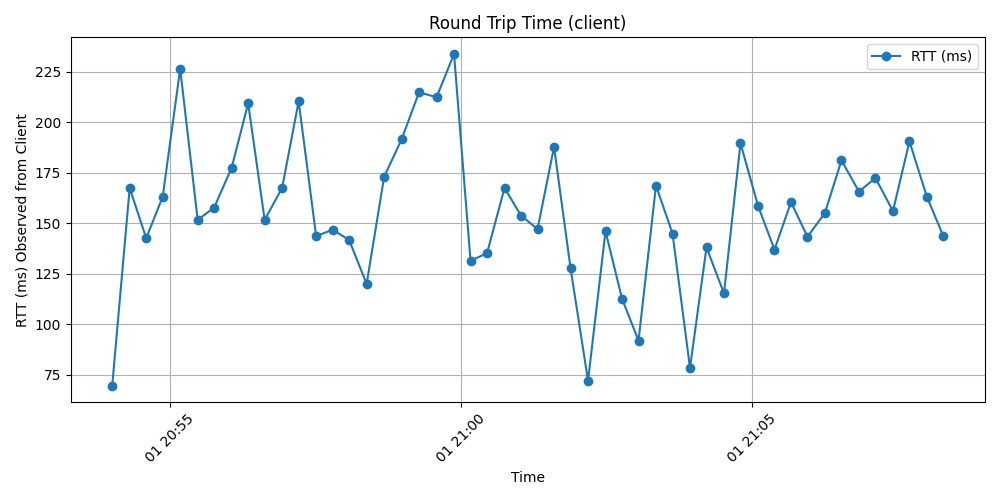 Round Trip Time (client)
RTT (ms)
RTT (ms) Observed from Client
225
200
175
150
125
100
75
01 20:55
01 21:00
01 21:05
Time